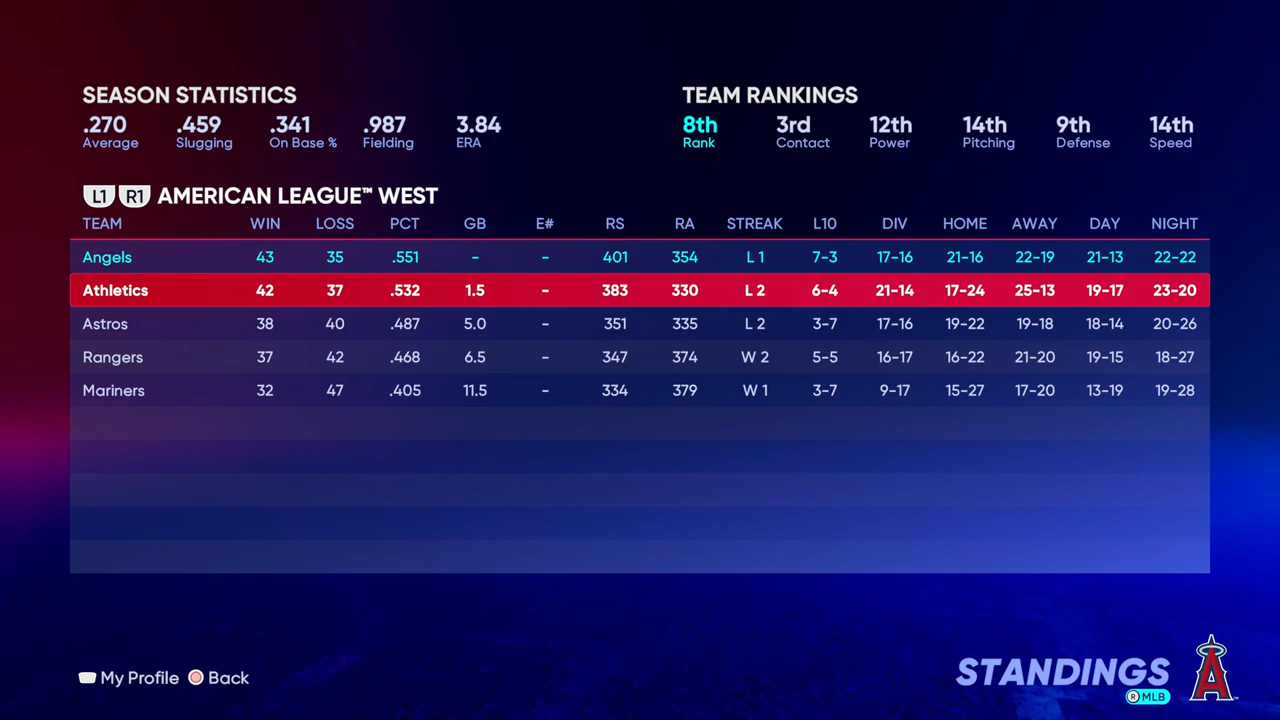 SEASON STATISTICS
.270 .459 .341 .987 3.84
Average Slugging On Base % Fielding ERA
TEAM RANKINGS
8th 3rd 12th 14th 9th 14th
Rank Contact Power Pitching Defense Speed
L1 R1 AMERICAN LEAGUE™ WEST
TEAM WIN LOSS PCT GB E# RS RA STREAK L10 DIV HOME AWAY DAY NIGHT
Angels 43 35 .551 - - 401 354 L 1 7-3 17-16 21-16 22-19 21-13 22-22
Athletics 42 37 .532 1.5 - 383 330 L 2 6-4 21-14 17-24 25-13 19-17 23-20
Astros 38 40 .487 5.0 - 351 335 L 2 3-7 17-16 19-22 19-18 18-14 20-26
Rangers 37 42 .468 6.5 - 347 374 W 2 5-5 16-17 16-22 21-20 19-15 18-27
Mariners 32 47 .405 11.5 - 334 379 W 1 3-7 9-17 15-27 17-20 13-19 19-28
My Profile Back
STANDINGS
R MLB
A